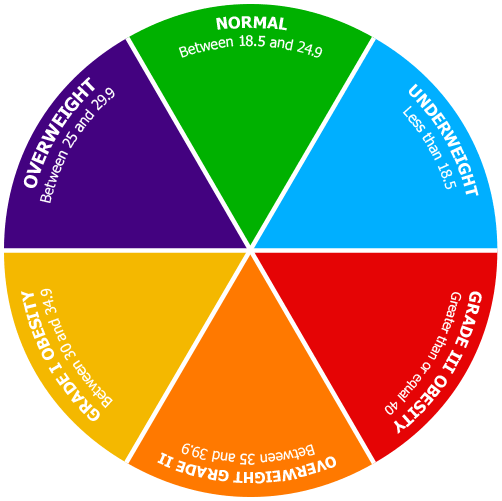 NORMAL
Between 18.5 and 24.9
UNDERWEIGHT
Less than 18.5
GRADE III OBESITY
Greater than or equal 40
OVERWEIGHT GRADE II
Between 35 and 39.9
GRADE I OBESITY
Between 30 and 34.9
OVERWEIGHT
Between 25 and 29.9